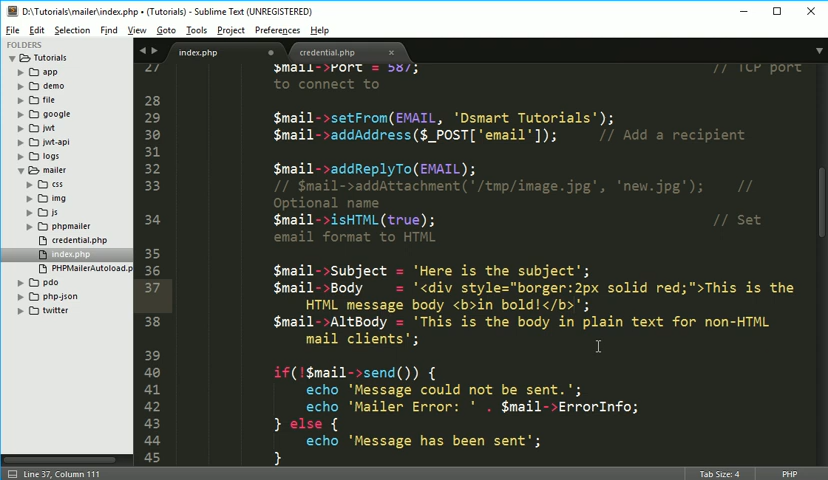 D:\Tutorials\mailer\index.php • (Tutorials) - Sublime Text (UNREGISTERED)
File Edit Selection Find View Goto Tools Project Preferences Help
FOLDERS
Tutorials
app
demo
file
google
jwt
jwt-api
logs
mailer
css
img
js
phpmailer
credential.php
index.php
PHPMailerAutoload.p
pdo
php-json
twitter
index.php credential.php
27 $mail->Port = 587; // TCP port
to connect to
28
29 $mail->setFrom(EMAIL, 'Dsmart Tutorials');
30 $mail->addAddress($_POST['email']); // Add a recipient
31
32 $mail->addReplyTo(EMAIL);
33 // $mail->addAttachment('/tmp/image.jpg', 'new.jpg'); //
Optional name
34 $mail->isHTML(true); // Set
email format to HTML
35
36 $mail->Subject = 'Here is the subject';
37 $mail->Body = '<div style="borger:2px solid red;">This is the
HTML message body <b>in bold!</b>';
38 $mail->AltBody = 'This is the body in plain text for non-HTML
mail clients';
39
40 if(!$mail->send()) {
41 echo 'Message could not be sent.';
42 echo 'Mailer Error: ' . $mail->ErrorInfo;
43 } else {
44 echo 'Message has been sent';
45 }
Line 37, Column 111 Tab Size: 4 PHP